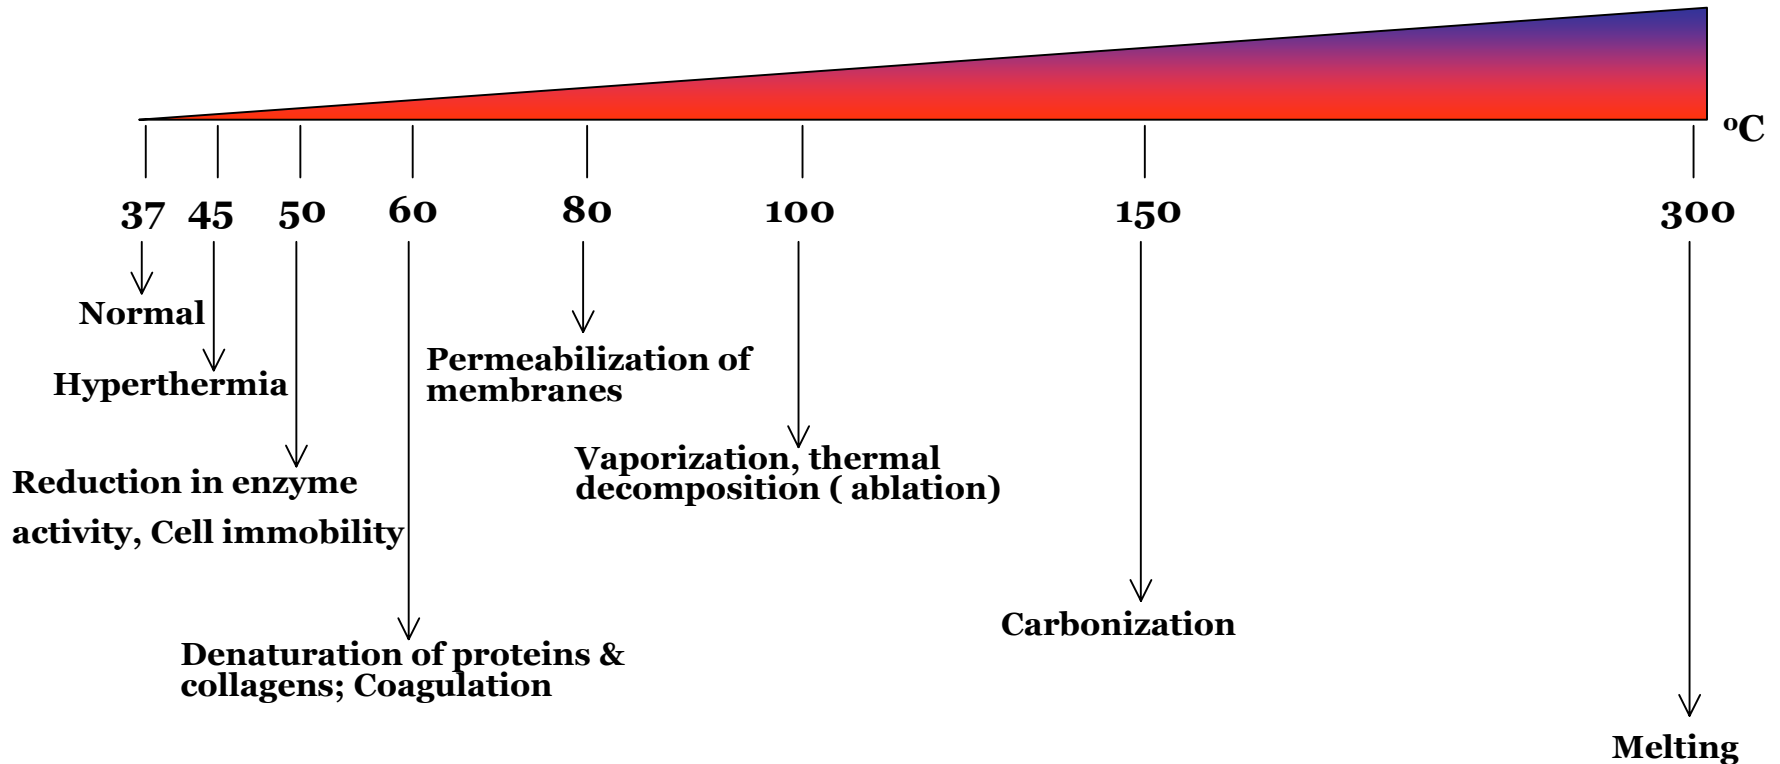 ºC
37 45 50 60 80 100 150 300
Normal
Hyperthermia
Permeabilization of
membranes
Reduction in enzyme
activity, Cell immobility
Vaporization, thermal
decomposition ( ablation)
Denaturation of proteins &
collagens; Coagulation
Carbonization
Melting